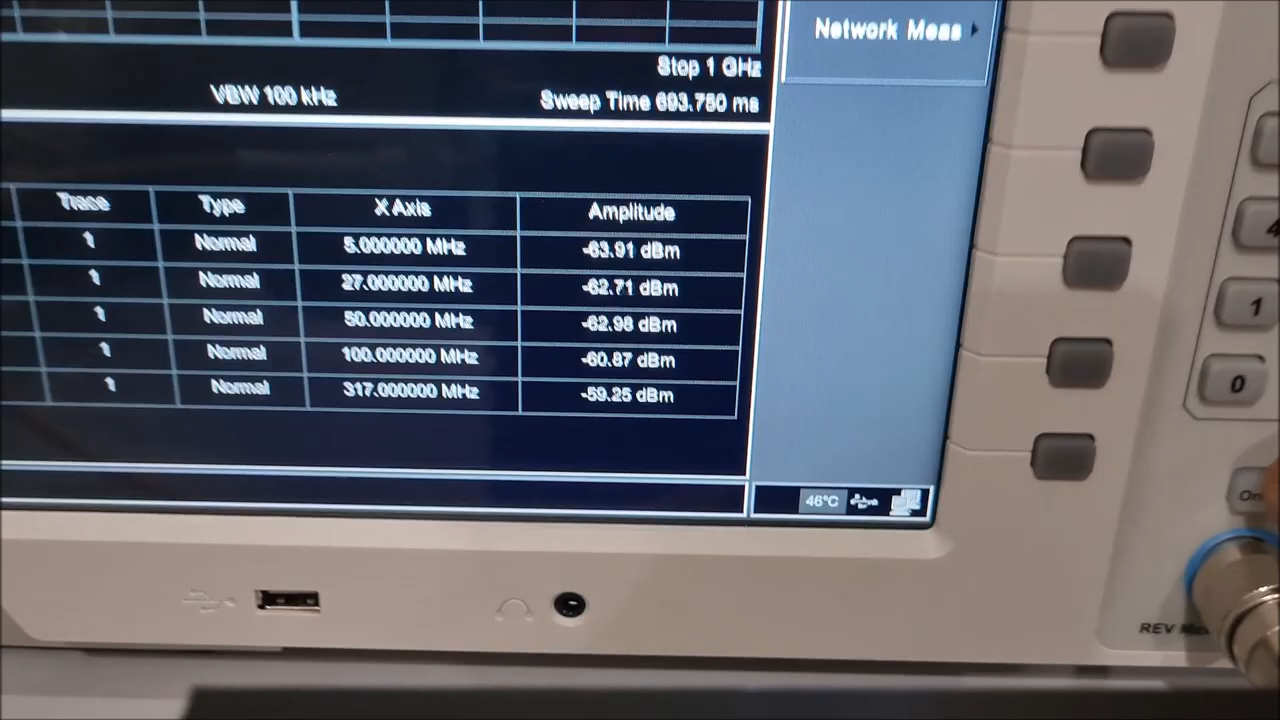 Network Meas
Stop 1 GHz
VBW 100 kHz
Sweep Time 693.750 ms
Trace Type X Axis Amplitude
1 Normal 5.000000 MHz -63.91 dBm
1 Normal 27.000000 MHz -62.71 dBm
1 Normal 50.000000 MHz -62.98 dBm
1 Normal 100.000000 MHz -60.87 dBm
1 Normal 317.000000 MHz -59.25 dBm
46°C
4
1
0
On
REV